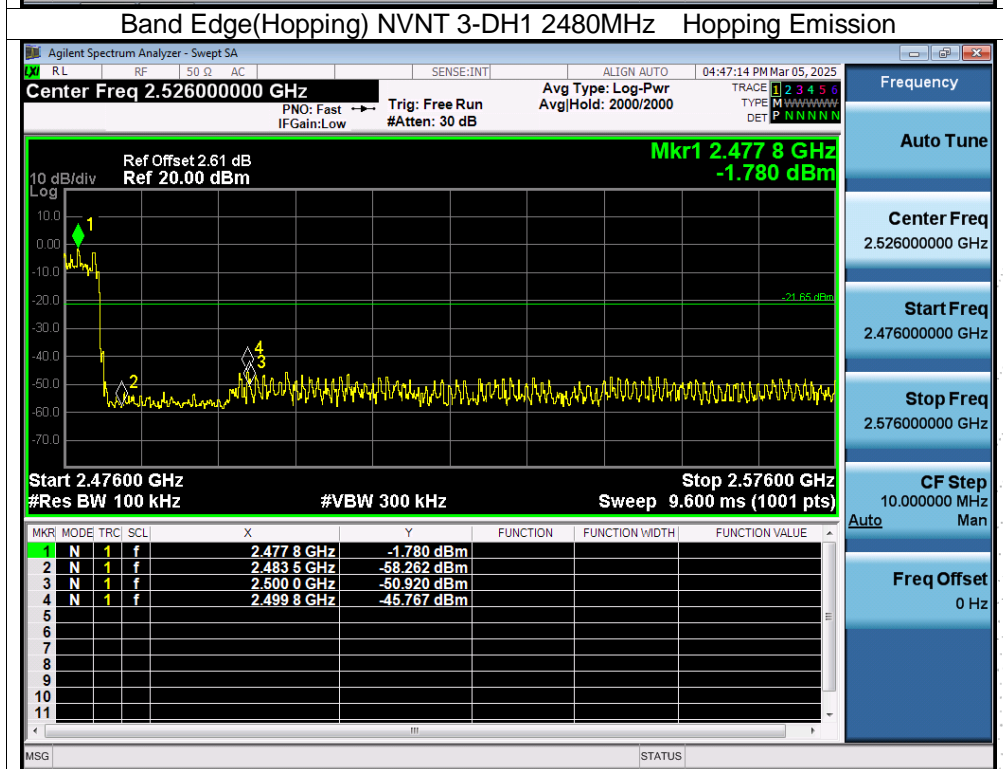 Band Edge(Hopping) NVNT 3-DH1 2480MHz Hopping Emission
Agilent Spectrum Analyzer - Swept SA
LXI RL RF 50 Ω AC SENSE:INT ALIGN AUTO 04:47:14 PM Mar 05, 2025
Center Freq 2.526000000 GHz
PNO: Fast
IFGain:Low
Trig: Free Run
#Atten: 30 dB
Avg Type: Log-Pwr
Avg|Hold: 2000/2000
TRACE 1 2 3 4 5 6
TYPE M WWWWW
DET P N N N N N
Frequency
Auto Tune
Center Freq
2.526000000 GHz
Start Freq
2.476000000 GHz
Stop Freq
2.576000000 GHz
CF Step
10.000000 MHz
Auto Man
Freq Offset
0 Hz
Mkr1 2.477 8 GHz
-1.780 dBm
Ref Offset 2.61 dB
10 dB/div Ref 20.00 dBm
Log
10.0
0.00
-10.0
-20.0
-30.0
-40.0
-50.0
-60.0
-70.0
1
2
4
3
-21.65 dBm
Start 2.47600 GHz Stop 2.57600 GHz
#Res BW 100 kHz #VBW 300 kHz Sweep 9.600 ms (1001 pts)
MKR MODE TRC SCL X Y FUNCTION FUNCTION WIDTH FUNCTION VALUE
1 N 1 f 2.477 8 GHz -1.780 dBm
2 N 1 f 2.483 5 GHz -58.262 dBm
3 N 1 f 2.500 0 GHz -50.920 dBm
4 N 1 f 2.499 8 GHz -45.767 dBm
5
6
7
8
9
10
11
MSG STATUS